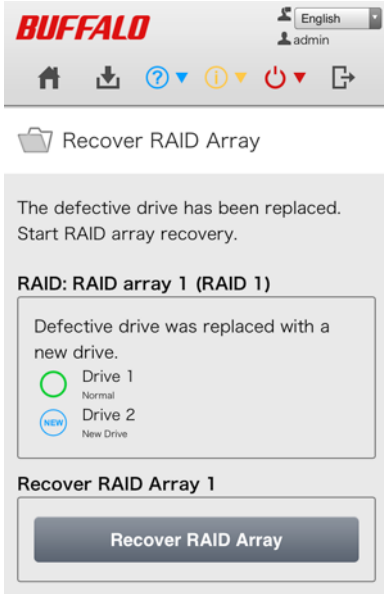 BUFFALO
English
admin
Recover RAID Array
The defective drive has been replaced.
Start RAID array recovery.
RAID: RAID array 1 (RAID 1)
Defective drive was replaced with a
new drive.
Drive 1
Normal
NEW
Drive 2
New Drive
Recover RAID Array 1
Recover RAID Array